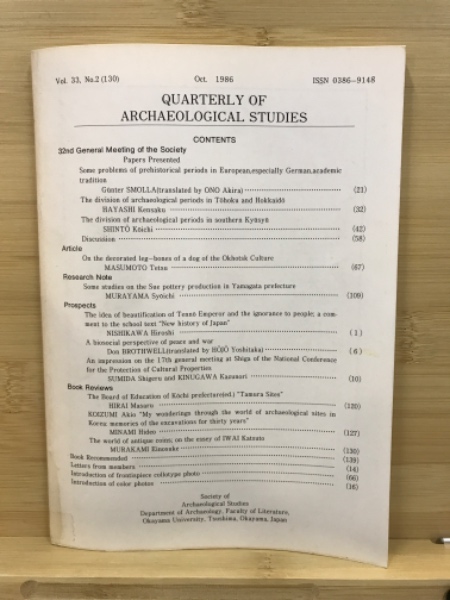 Vol. 33, No.2 (130) Oct. 1986 ISSN 0386-9148
QUARTERLY OF
ARCHAEOLOGICAL STUDIES
CONTENTS
32nd General Meeting of the Society
Papers Presented
Some problems of prehistorical periods in European,especially German,academic
tradition
Günter SMOLLA(translated by ONO Akira) (21)
The division of archaeological periods in Tōhoku and Hokkaidō
HAYASHI Kensaku (32)
The division of archaeological periods in southern Kyūsyū
SHINTŌ Kōichi (42)
Discussion (58)
Article
On the decorated leg-bones of a dog of the Okhotsk Culture
MASUMOTO Tetsu (67)
Research Note
Some studies on the Sue pottery production in Yamagata prefecture
MURAYAMA Syōichi (109)
Prospects
The idea of beautification of Tennō Emperor and the ignorance to people; a com-
ment to the school text "New history of Japan"
NISHIKAWA Hiroshi (1)
A biosocial perspective of peace and war
Don BROTHWELL(translated by HŌJŌ Yoshitaka) (6)
An impression on the 17th general meeting at Shiga of the National Conference
for the Protection of Cultural Properties
SUMIDA Shigeru and KINUGAWA Kazunori (10)
Book Reviews
The Board of Education of Kōchi prefecture(ed.) "Tamura Sites"
HIRAI Masaru (120)
KOIZUMI Akio "My wonderings through the world of archaeological sites in
Korea: memories of the excavations for thirty years"
MINAMI Hideo (127)
The world of antique coins; on the essay of IWAI Katsuto
MURAKAMI (130)
Book Recommended (139)
Letters from members (14)
Introduction of frontispiece collotype photo (66)
Introduction of color photos (16)
Society of
Archaeological Studies
Department of Archaeology, Faculty of Literature,
Okayama University, Tsushima, Okayama, Japan